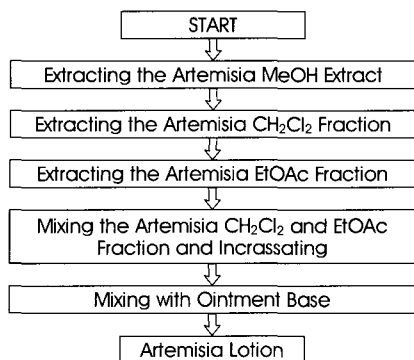 START
Extracting the Artemisia MeOH Extract
Extracting the Artemisia CH₂Cl₂ Fraction
Extracting the Artemisia EtOAc Fraction
Mixing the Artemisia CH₂Cl₂ and EtOAc
Fraction and Incrassating
Mixing with Ointment Base
Artemisia Lotion